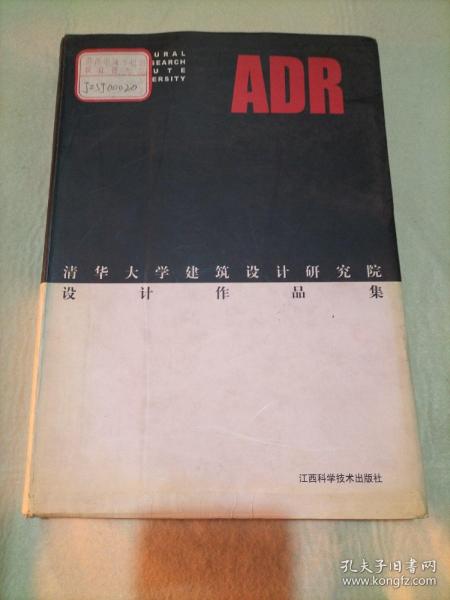 URAL
EARCH
UTE
ERSITY
ADR
JZSJ00020
清华大学建筑设计研究院
设计作品集
江西科学技术出版社
孔夫子旧书网
www.kongfz.com